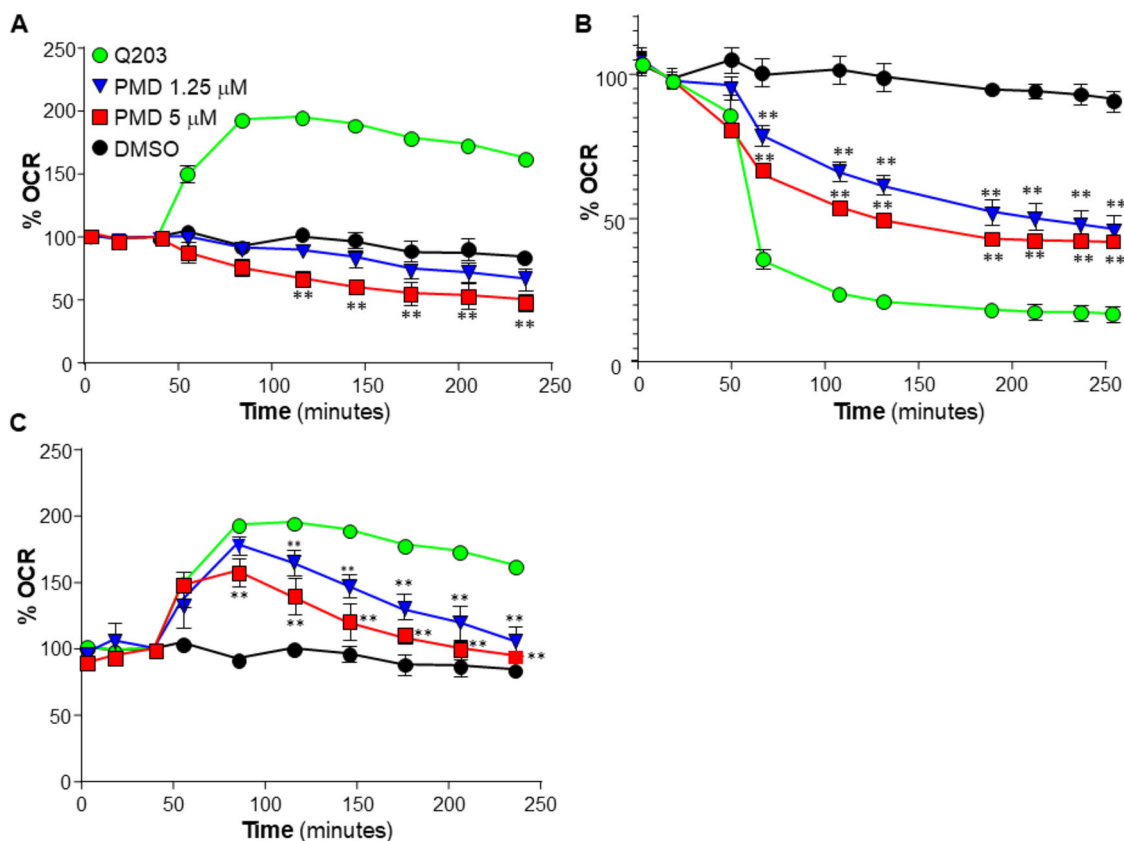 A
250
200
150
100
50
0
% OCR
Q203
PMD 1.25 μM
PMD 5 μM
DMSO
** ** ** ** **
0 50 100 150 200 250
Time (minutes)
B
100
50
0
% OCR
** ** ** ** ** ** **
** ** ** ** ** ** **
0 50 100 150 200 250
Time (minutes)
C
250
200
150
100
50
0
% OCR
** ** ** ** **
** ** ** ** ** **
0 50 100 150 200 250
Time (minutes)